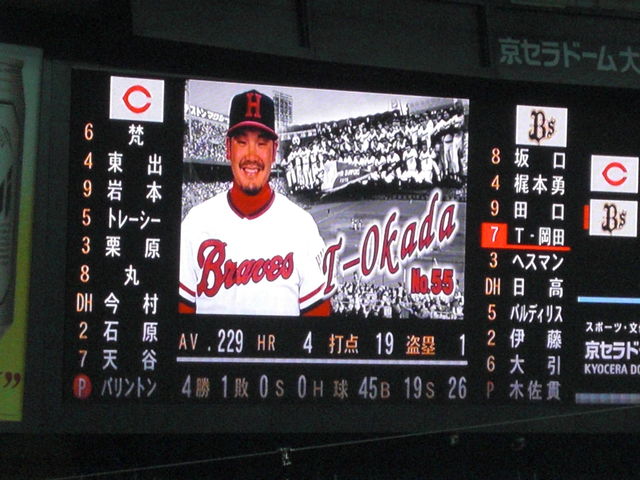 京セラドーム大
C
6 梵
4 東出
9 岩本
5 トレーシー
3 栗原
8 丸
DH 今村
2 石原
7 天谷
P バリントン
H
Braves
T-Okada
No.55
AV .229 HR 4 打点 19 盗塁 1
4勝 1敗 0S 0H 球 45B 19S 26
Bs
8 坂口
4 梶本勇
9 田口
7 T-岡田
3 ヘスマン
DH 日高
5 バルディリス
2 伊藤
6 大引
P 木佐貫
C
Bs
スポーツ・文
京セラド
KYOCERA DO